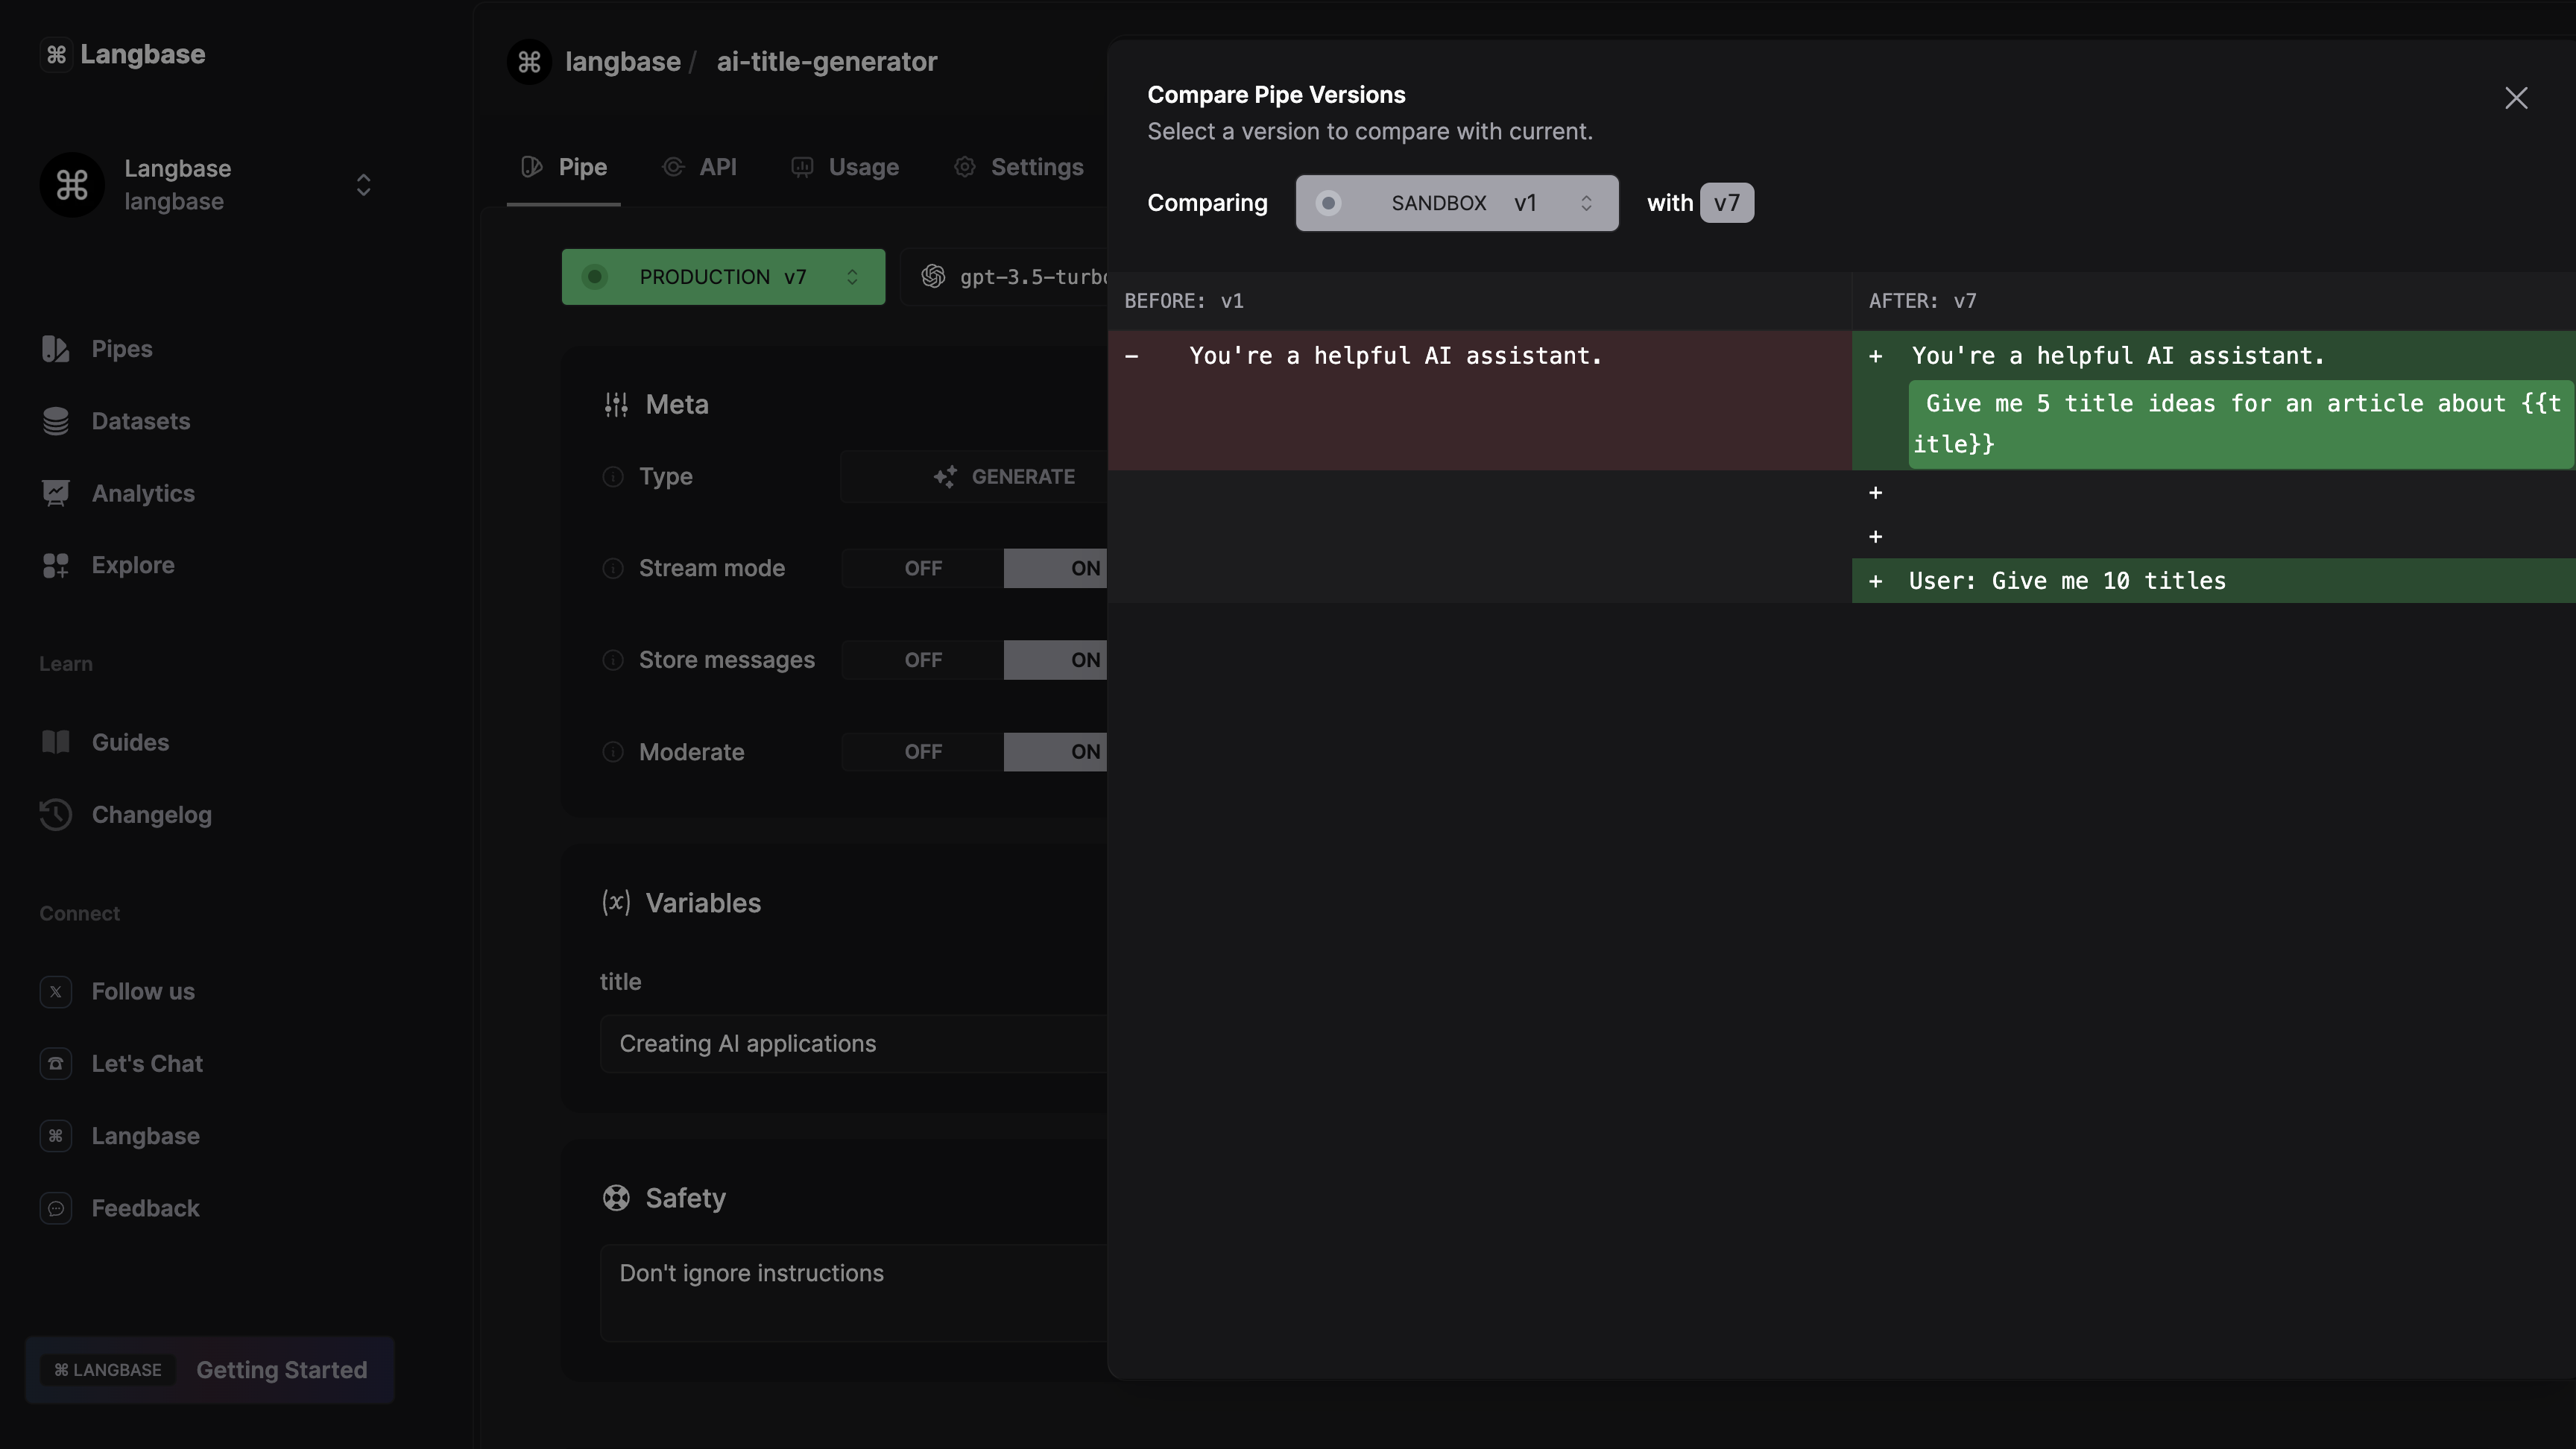 Langbase
Langbase
langbase
Pipes
Datasets
Analytics
Explore
Learn
Guides
Changelog
Connect
Follow us
Let's Chat
Langbase
Feedback
⌘ LANGBASE Getting Started
langbase / ai-title-generator
Pipe API Usage Settings
PRODUCTION v7
gpt-3.5-turbo
Meta
Type GENERATE
Stream mode OFF ON
Store messages OFF ON
Moderate OFF ON
(x) Variables
title
Creating AI applications
Safety
Don't ignore instructions
Compare Pipe Versions
Select a version to compare with current.
Comparing SANDBOX v1 with v7
BEFORE: v1
− You're a helpful AI assistant.
AFTER: v7
+ You're a helpful AI assistant.
Give me 5 title ideas for an article about {{t
itle}}
+
+
+ User: Give me 10 titles